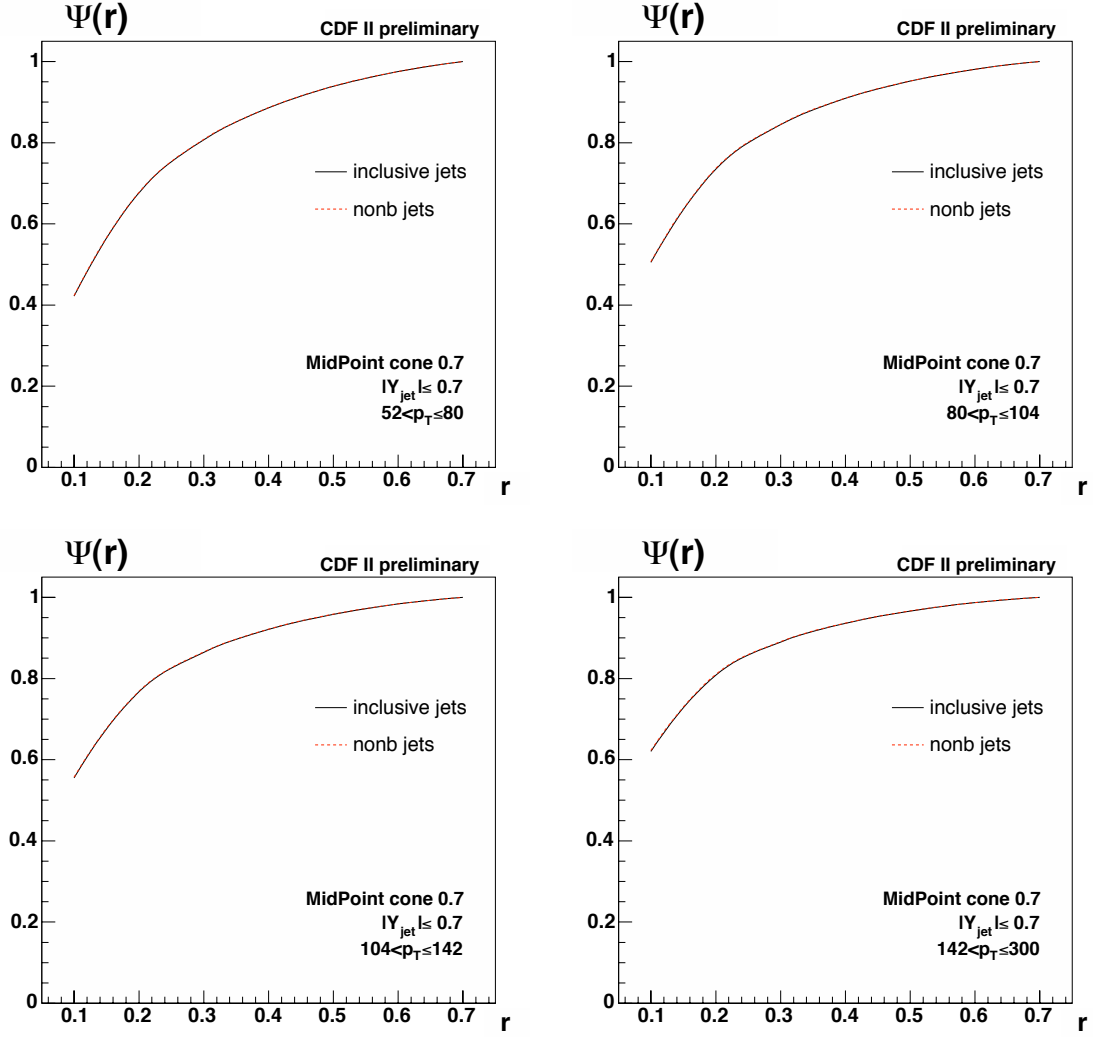 Ψ(r)
CDF II preliminary
1
0.8
0.6
0.4
0.2
0
inclusive jets
nonb jets
MidPoint cone 0.7
|Y_jet|≤ 0.7
52<p_T≤80
0.1 0.2 0.3 0.4 0.5 0.6 0.7
r
Ψ(r)
CDF II preliminary
1
0.8
0.6
0.4
0.2
0
inclusive jets
nonb jets
MidPoint cone 0.7
|Y_jet|≤ 0.7
80<p_T≤104
0.1 0.2 0.3 0.4 0.5 0.6 0.7
r
Ψ(r)
CDF II preliminary
1
0.8
0.6
0.4
0.2
0
inclusive jets
nonb jets
MidPoint cone 0.7
|Y_jet|≤ 0.7
104<p_T≤142
0.1 0.2 0.3 0.4 0.5 0.6 0.7
r
Ψ(r)
CDF II preliminary
1
0.8
0.6
0.4
0.2
0
inclusive jets
nonb jets
MidPoint cone 0.7
|Y_jet|≤ 0.7
142<p_T≤300
0.1 0.2 0.3 0.4 0.5 0.6 0.7
r